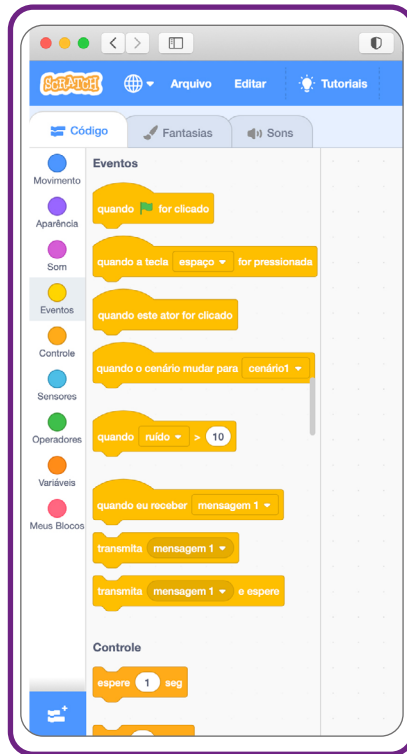 SCRATCH Arquivo Editar Tutoriais
Código Fantasias Sons
Movimento
Aparência
Som
Eventos
Controle
Sensores
Operadores
Variáveis
Meus Blocos
Eventos
quando for clicado
quando a tecla espaço for pressionada
quando este ator for clicado
quando o cenário mudar para cenário1
quando ruído > 10
quando eu receber mensagem 1
transmita mensagem 1
transmita mensagem 1 e espere
Controle
espere 1 seg